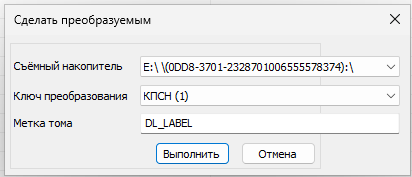 Сделать преобразуемым
Съёмный накопитель E:\ \(0DD8-3701-2328701006555578374):\
Ключ преобразования КПСН (1)
Метка тома DL_LABEL
Выполнить Отмена